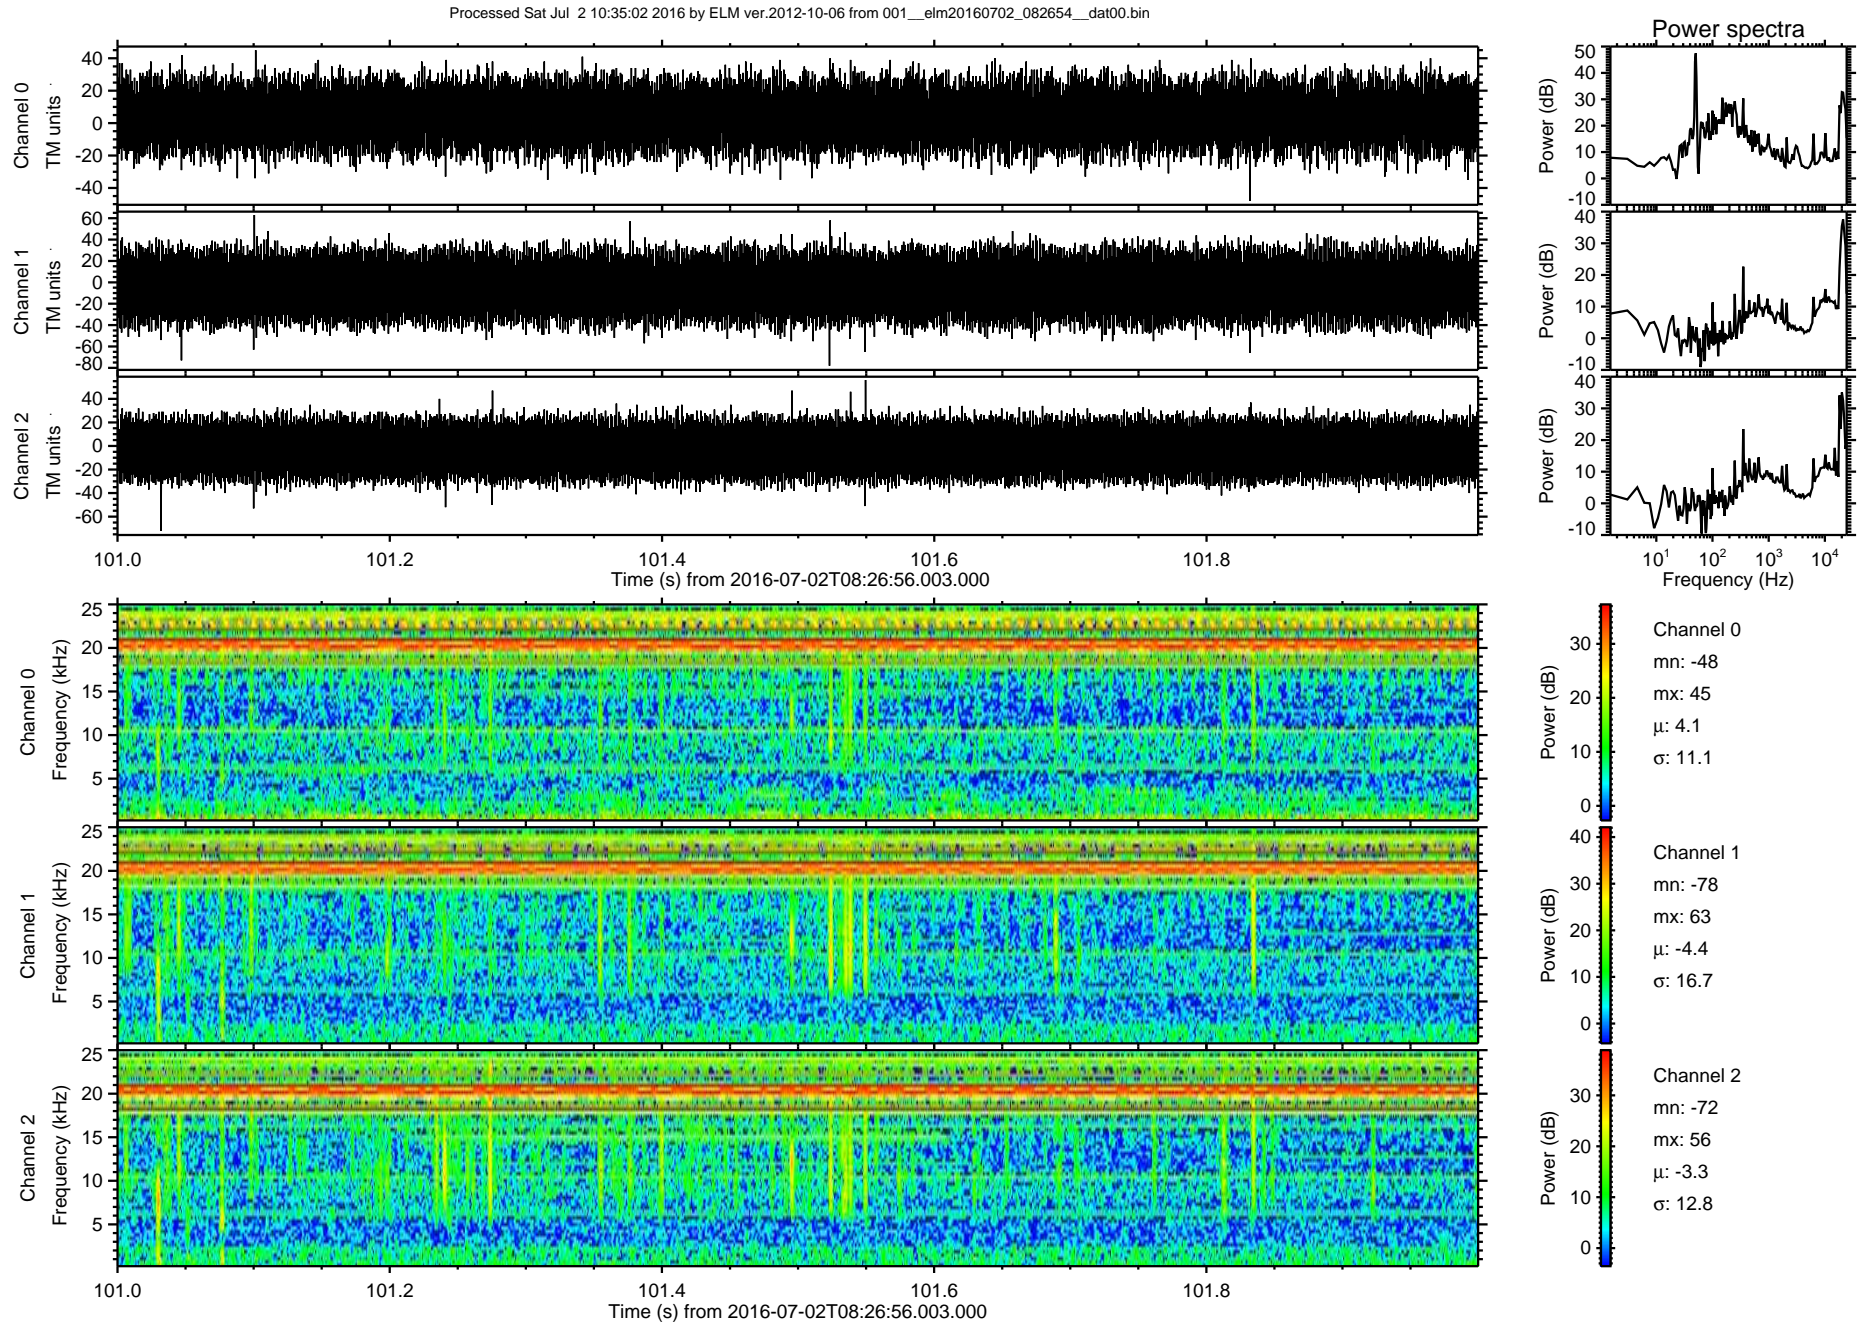 Processed Sat Jul  2 10:35:02 2016 by ELM ver.2012-10-06 from 001__elm20160702_082654__dat00.bin
Power spectra
Channel 0
TM units
40
20
0
-20
-40
Power (dB)
50
40
30
20
10
0
-10
Channel 1
TM units
60
40
20
0
-20
-40
-60
-80
Power (dB)
40
30
20
10
0
-10
Channel 2
TM units
40
20
0
-20
-40
-60
Power (dB)
40
30
20
10
0
-10
101.0 101.2 101.4 101.6 101.8
Time (s) from 2016-07-02T08:26:56.003.000
10^1 10^2 10^3 10^4
Frequency (Hz)
Channel 0
Frequency (kHz)
25
20
15
10
5
Power (dB)
30
20
10
0
Channel 0
mn: -48
mx: 45
µ: 4.1
σ: 11.1
Channel 1
Frequency (kHz)
25
20
15
10
5
Power (dB)
40
30
20
10
0
Channel 1
mn: -78
mx: 63
µ: -4.4
σ: 16.7
Channel 2
Frequency (kHz)
25
20
15
10
5
Power (dB)
30
20
10
0
Channel 2
mn: -72
mx: 56
µ: -3.3
σ: 12.8
101.0 101.2 101.4 101.6 101.8
Time (s) from 2016-07-02T08:26:56.003.000